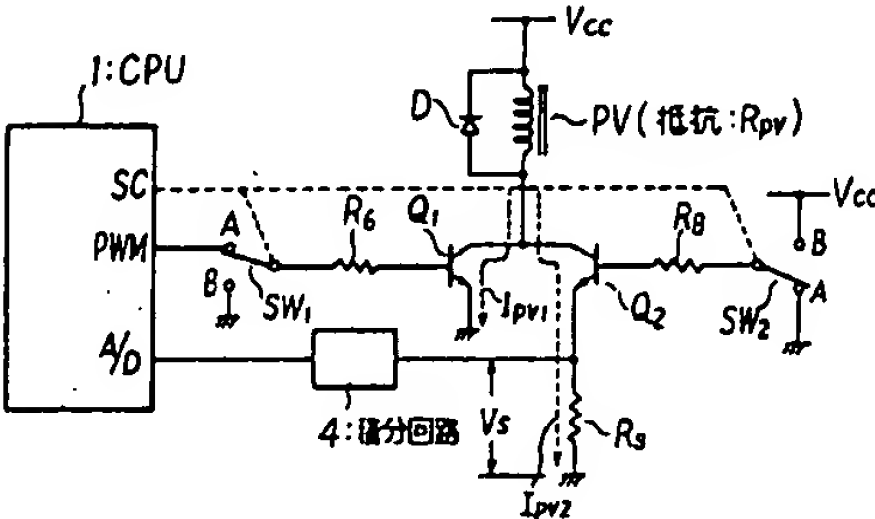 Vcc
1:CPU
D
PV(抵抗:Rpv)
SC
Vcc
A
R6
Q1
R8
B
PWM
B
SW1
Ipv1
Q2
SW2
A
A/D
4:積分回路
Vs
Rs
Ipv2